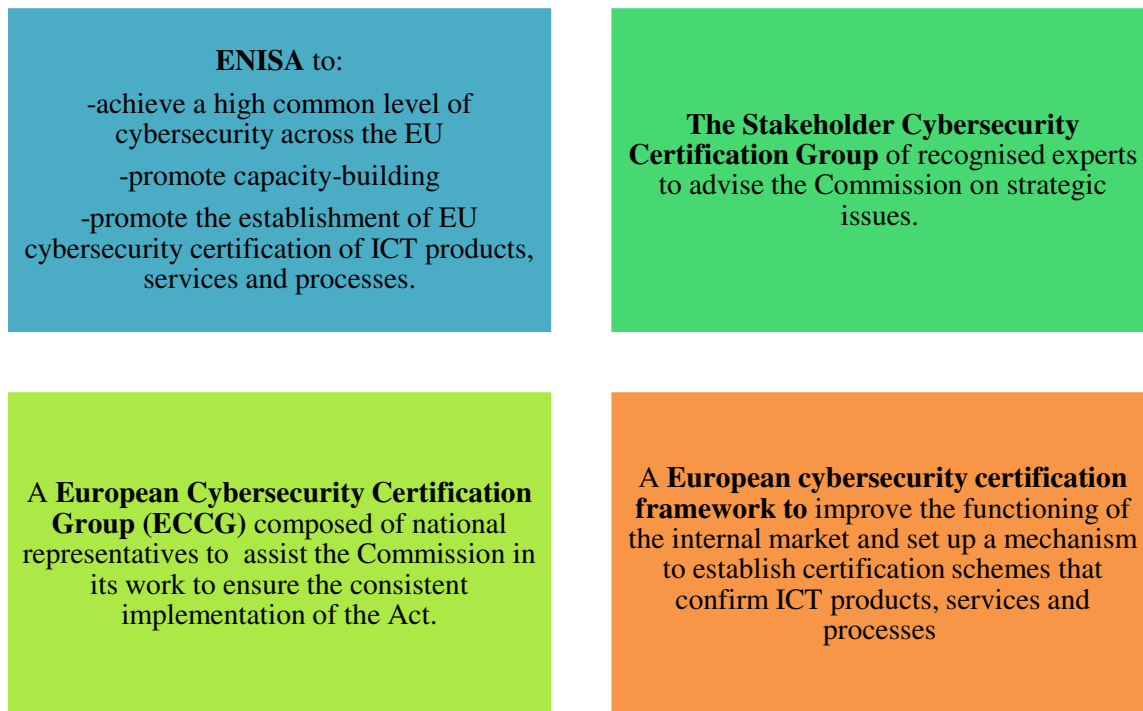 ENISA to:
-achieve a high common level of
cybersecurity across the EU
-promote capacity-building
-promote the establishment of EU
cybersecurity certification of ICT products,
services and processes.
The Stakeholder Cybersecurity
Certification Group of recognised experts
to advise the Commission on strategic
issues.
A European Cybersecurity Certification
Group (ECCG) composed of national
representatives to  assist the Commission in
its work to ensure the consistent
implementation of the Act.
A European cybersecurity certification
framework to improve the functioning of
the internal market and set up a mechanism
to establish certification schemes that
confirm ICT products, services and
processes